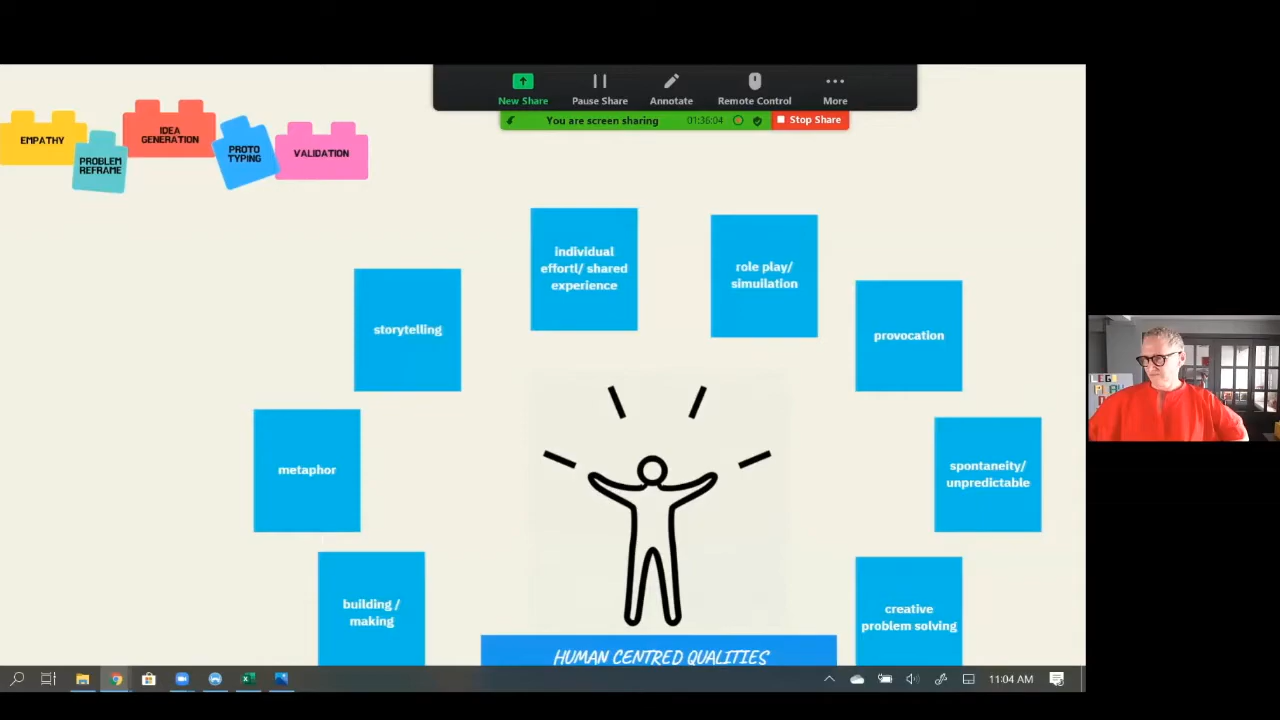 New Share
Pause Share
Annotate
Remote Control
More
You are screen sharing
01:36:04
Stop Share
EMPATHY
PROBLEM
REFRAME
IDEA
GENERATION
PROTO
TYPING
VALIDATION
individual
effortl/ shared
experience
role play/
simuilation
storytelling
provocation
metaphor
spontaneity/
unpredictable
building /
making
creative
problem solving
HUMAN CENTRED QUALITIES
11:04 AM